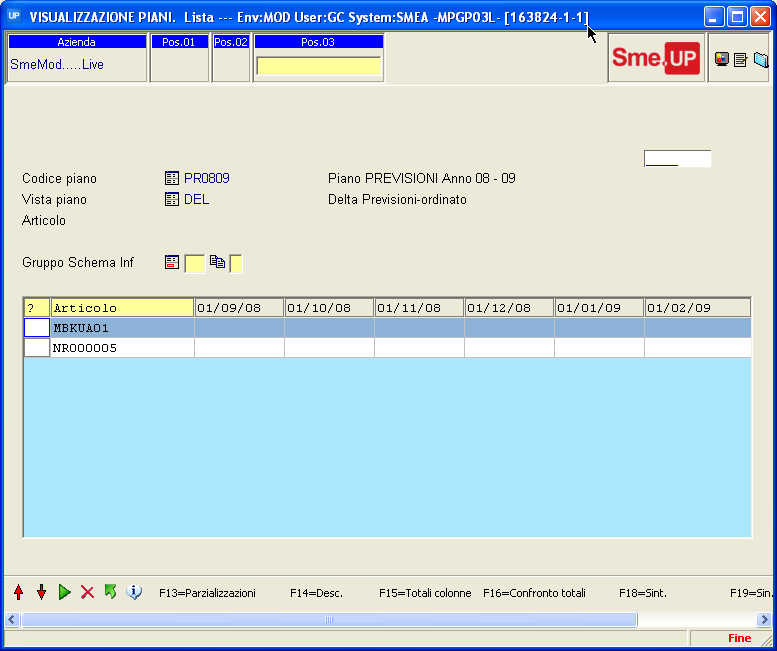 UP VISUALIZZAZIONE PIANI. Lista --- Env:MOD User:GC System:SMEA -MPGP03L- [163824-1-1]
Azienda Pos.01 Pos.02 Pos.03
SmeMod.....Live
Sme.UP
Codice piano PR0809 Piano PREVISIONI Anno 08 - 09
Vista piano DEL Delta Previsioni-ordinato
Articolo
Gruppo Schema Inf
? Articolo 01/09/08 01/10/08 01/11/08 01/12/08 01/01/09 01/02/09
MBKUA01
NR000005
F13=Parzializzazioni F14=Desc. F15=Totali colonne F16=Confronto totali F18=Sint. F19=Sin.
Fine